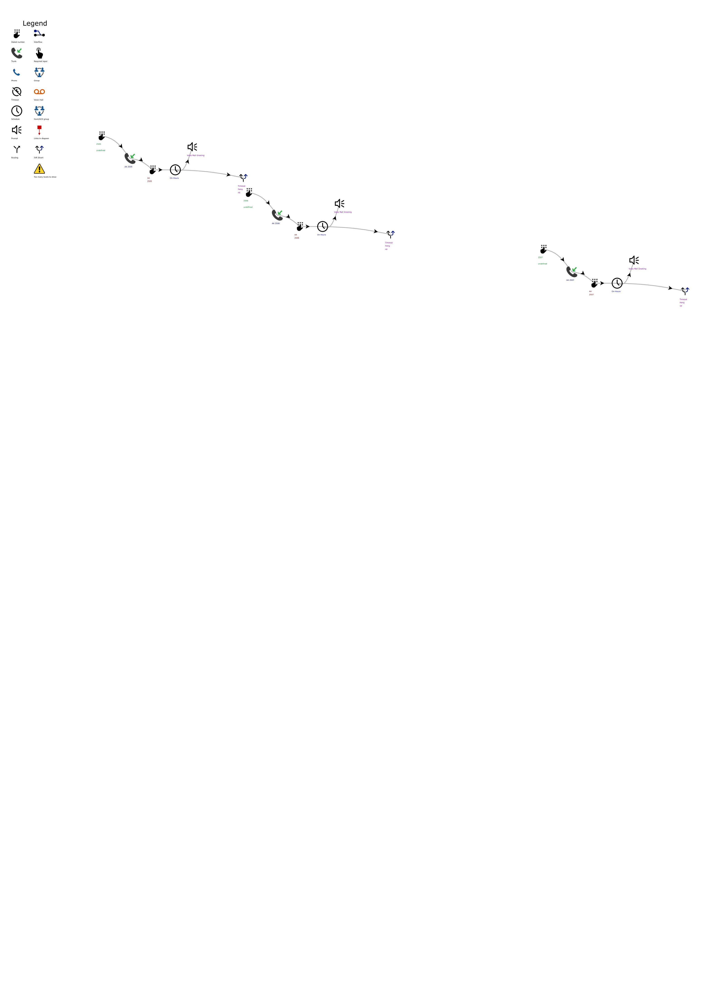 Legend
Dialed number
Interflow
Trunk
Required input
Phone
Group
Timeout
Voice mail
Schedule
Hunt/ACD group
Prompt
Links in diagram
Routing
IVR Divert
Too many levels to show
2505
undefined
AA 2505
AA
2505
On-Hours
Voice Mail Greeting
Timeout
Hang
up
2506
undefined
AA 2506
AA
2506
On-Hours
Voice Mail Greeting
Timeout
Hang
up
2507
undefined
AA 2507
AA
2507
On-Hours
Voice Mail Greeting
Timeout
Hang
up